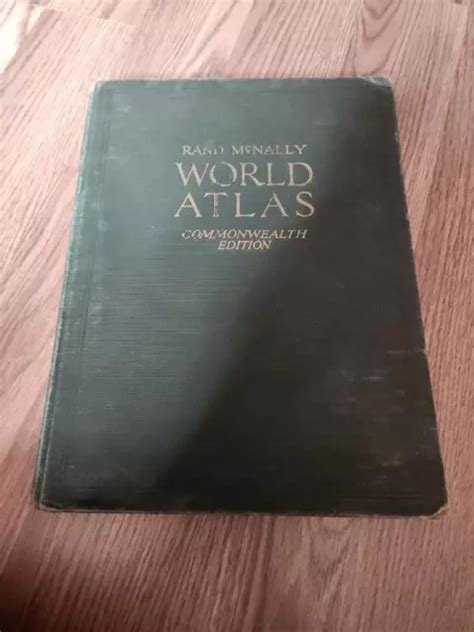 RAND McNALLY
WORLD
ATLAS
COMMONWEALTH
EDITION